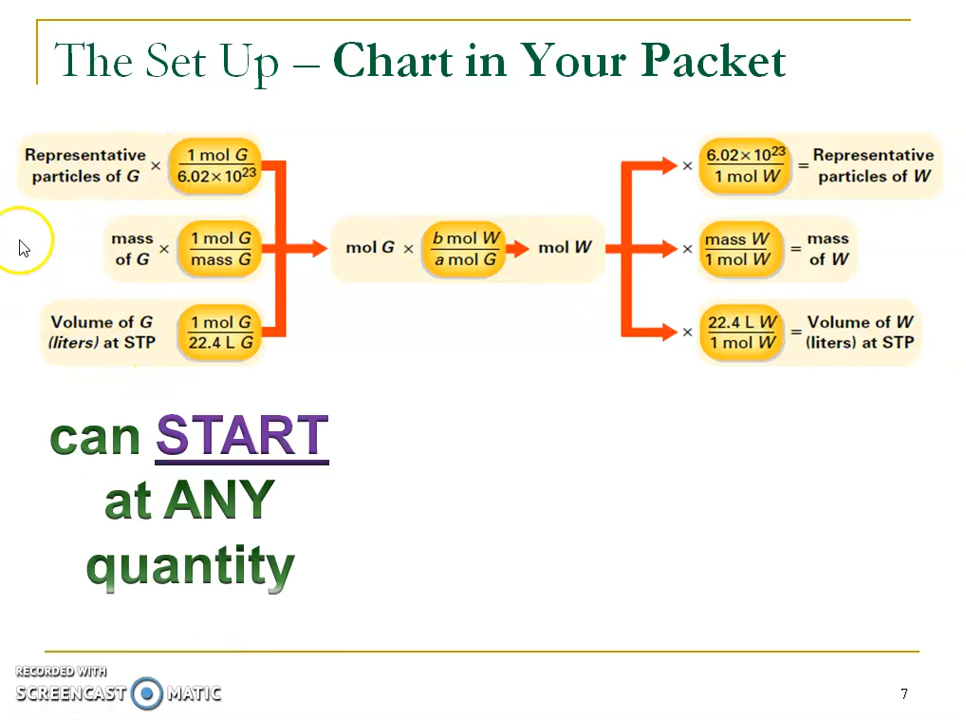 The Set Up – Chart in Your Packet
Representative particles of G × 1 mol G / 6.02×10²³
mass of G × 1 mol G / mass G
Volume of G (liters) at STP 1 mol G / 22.4 L G
mol G × b mol W / a mol G mol W
× 6.02×10²³ / 1 mol W = Representative particles of W
× mass W / 1 mol W = mass of W
× 22.4 L W / 1 mol W = Volume of W (liters) at STP
can START
at ANY
quantity
RECORDED WITH
SCREENCAST MATIC
7